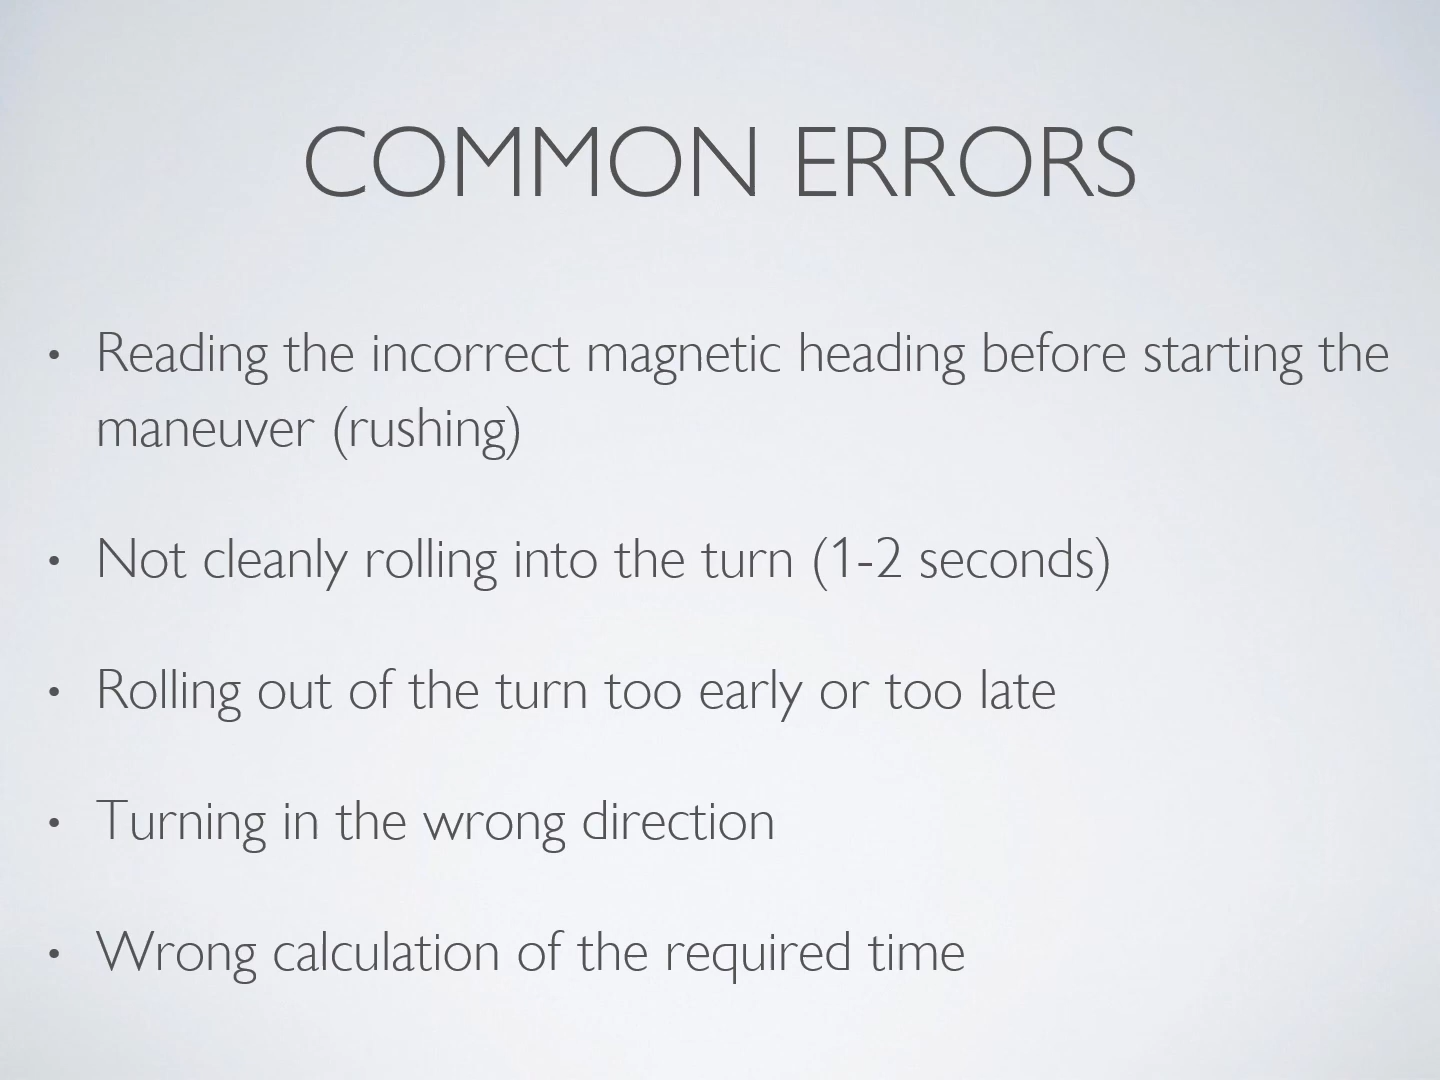 COMMON ERRORS
• Reading the incorrect magnetic heading before starting the
maneuver (rushing)
• Not cleanly rolling into the turn (1-2 seconds)
• Rolling out of the turn too early or too late
• Turning in the wrong direction
• Wrong calculation of the required time